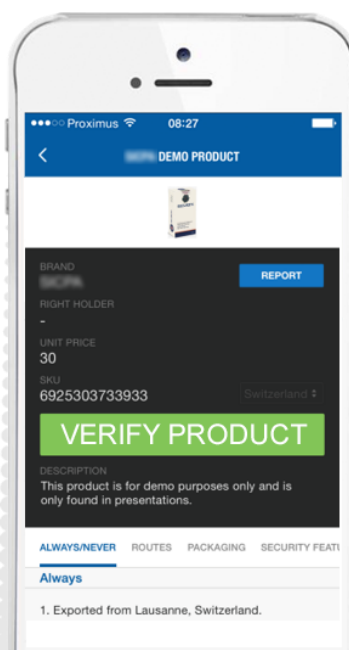 Proximus 08:27
DEMO PRODUCT
BRAND
REPORT
RIGHT HOLDER
-
UNIT PRICE
30
SKU
6925303733933
Switzerland
VERIFY PRODUCT
DESCRIPTION
This product is for demo purposes only and is
only found in presentations.
ALWAYS/NEVER ROUTES PACKAGING SECURITY FEATU
Always
1. Exported from Lausanne, Switzerland.